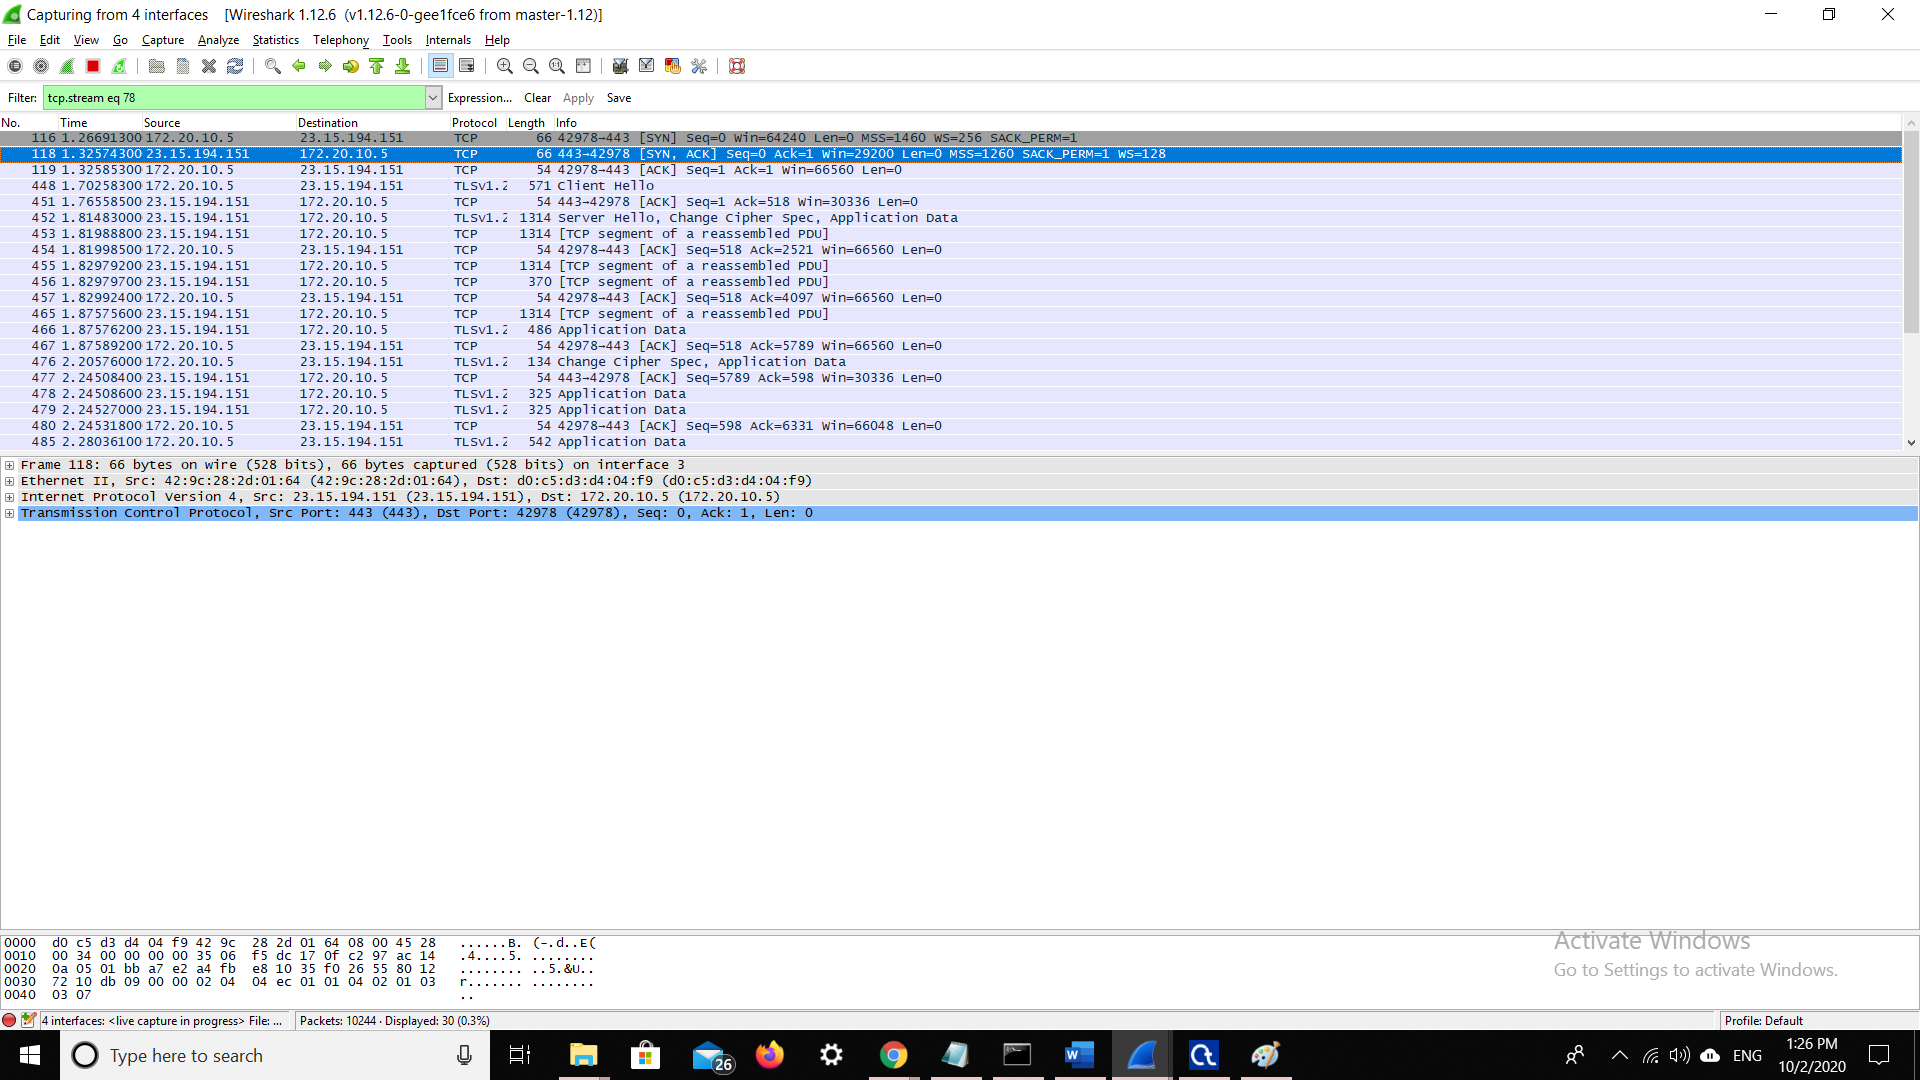 Capturing from 4 interfaces [Wireshark 1.12.6 (v1.12.6-0-gee1fce6 from master-1.12)]
File Edit View Go Capture Analyze Statistics Telephony Tools Internals Help
Filter: tcp.stream eq 78 Expression... Clear Apply Save
No. Time Source Destination Protocol Length Info
116 1.26691300 172.20.10.5 23.15.194.151 TCP 66 42978→443 [SYN] Seq=0 Win=64240 Len=0 MSS=1460 WS=256 SACK_PERM=1
118 1.32574300 23.15.194.151 172.20.10.5 TCP 66 443→42978 [SYN, ACK] Seq=0 Ack=1 Win=29200 Len=0 MSS=1260 SACK_PERM=1 WS=128
119 1.32585300 172.20.10.5 23.15.194.151 TCP 54 42978→443 [ACK] Seq=1 Ack=1 Win=66560 Len=0
448 1.70258300 172.20.10.5 23.15.194.151 TLSv1.2 571 Client Hello
451 1.76558500 23.15.194.151 172.20.10.5 TCP 54 443→42978 [ACK] Seq=1 Ack=518 Win=30336 Len=0
452 1.81483000 23.15.194.151 172.20.10.5 TLSv1.2 1314 Server Hello, Change Cipher Spec, Application Data
453 1.81988800 23.15.194.151 172.20.10.5 TCP 1314 [TCP segment of a reassembled PDU]
454 1.81998500 172.20.10.5 23.15.194.151 TCP 54 42978→443 [ACK] Seq=518 Ack=2521 Win=66560 Len=0
455 1.82979200 23.15.194.151 172.20.10.5 TCP 1314 [TCP segment of a reassembled PDU]
456 1.82979700 23.15.194.151 172.20.10.5 TCP 370 [TCP segment of a reassembled PDU]
457 1.82992400 172.20.10.5 23.15.194.151 TCP 54 42978→443 [ACK] Seq=518 Ack=4097 Win=66560 Len=0
465 1.87575600 23.15.194.151 172.20.10.5 TCP 1314 [TCP segment of a reassembled PDU]
466 1.87576200 23.15.194.151 172.20.10.5 TLSv1.2 486 Application Data
467 1.87589200 172.20.10.5 23.15.194.151 TCP 54 42978→443 [ACK] Seq=518 Ack=5789 Win=66560 Len=0
476 2.20576000 172.20.10.5 23.15.194.151 TLSv1.2 134 Change Cipher Spec, Application Data
477 2.24508400 23.15.194.151 172.20.10.5 TCP 54 443→42978 [ACK] Seq=5789 Ack=598 Win=30336 Len=0
478 2.24508600 23.15.194.151 172.20.10.5 TLSv1.2 325 Application Data
479 2.24527000 23.15.194.151 172.20.10.5 TLSv1.2 325 Application Data
480 2.24531800 172.20.10.5 23.15.194.151 TCP 54 42978→443 [ACK] Seq=598 Ack=6331 Win=66048 Len=0
485 2.28036100 172.20.10.5 23.15.194.151 TLSv1.2 542 Application Data
Frame 118: 66 bytes on wire (528 bits), 66 bytes captured (528 bits) on interface 3
Ethernet II, Src: 42:9c:28:2d:01:64 (42:9c:28:2d:01:64), Dst: d0:c5:d3:d4:04:f9 (d0:c5:d3:d4:04:f9)
Internet Protocol Version 4, Src: 23.15.194.151 (23.15.194.151), Dst: 172.20.10.5 (172.20.10.5)
Transmission Control Protocol, Src Port: 443 (443), Dst Port: 42978 (42978), Seq: 0, Ack: 1, Len: 0
0000 d0 c5 d3 d4 04 f9 42 9c 28 2d 01 64 08 00 45 28 ......B. (-.d..E(
0010 00 34 00 00 00 00 35 06 f5 dc 17 0f c2 97 ac 14 .4....5. ........
0020 0a 05 01 bb a7 e2 a4 fb e8 10 35 f0 26 55 80 12 ........ ..5.&U..
0030 72 10 db 09 00 00 02 04 04 ec 01 01 04 02 01 03 r....... ........
0040 03 07 ..
Activate Windows
Go to Settings to activate Windows.
4 interfaces: <live capture in progress> File: ... Packets: 10244 · Displayed: 30 (0.3%) Profile: Default
Type here to search 26 ENG 1:26 PM
10/2/2020